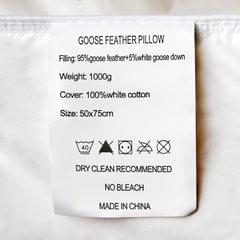 GOOSE FEATHER PILLOW
Filling: 95%goose feather+5%white goose down
Weight: 1000g
Cover: 100%white cotton
Size: 50x75cm
40
DRY CLEAN RECOMMENDED
NO BLEACH
MADE IN CHINA